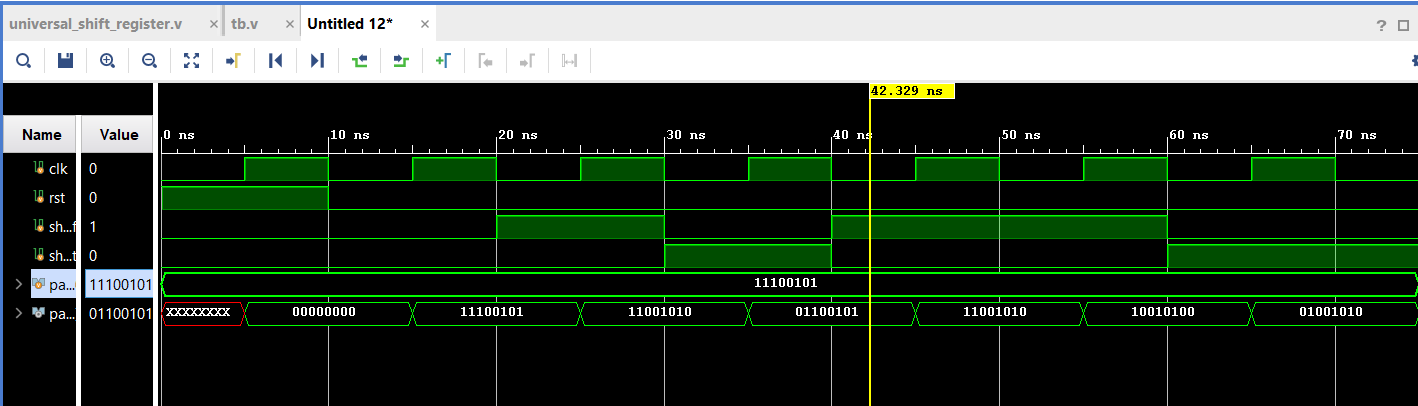 universal_shift_register.v × tb.v × Untitled 12* ×
?
42.329 ns
Name Value
0 ns 10 ns 20 ns 30 ns 40 ns 50 ns 60 ns 70 ns
clk 0
rst 0
sh...f 1
sh...t 0
pa... 11100101 11100101
pa... 01100101 XXXXXXXX 00000000 11100101 11001010 01100101 11001010 10010100 01001010